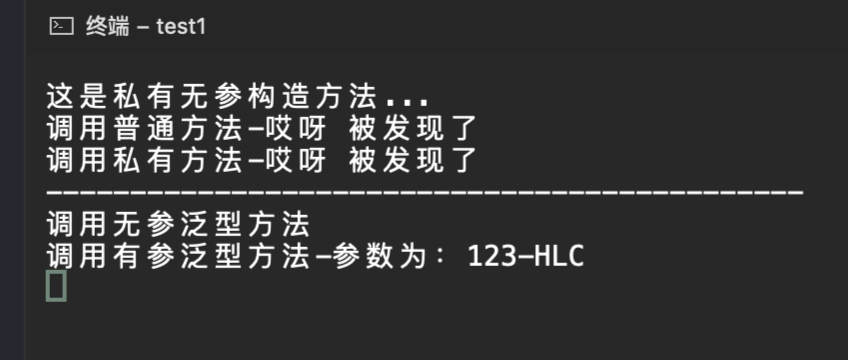 终端 – test1
这是私有无参构造方法...
调用普通方法-哎呀 被发现了
调用私有方法-哎呀 被发现了
---------------------------------------------
调用无参泛型方法
调用有参泛型方法-参数为：123-HLC